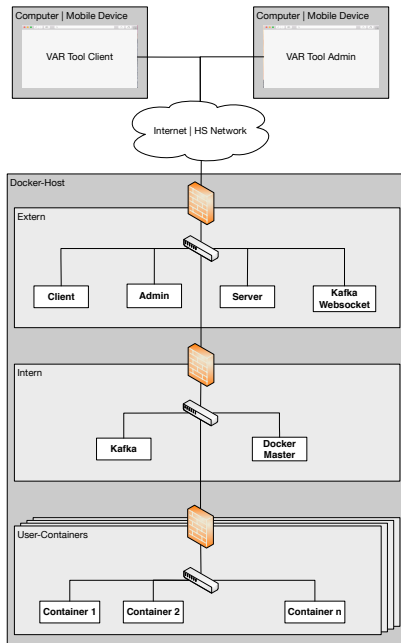 Computer | Mobile Device
VAR Tool Client
Computer | Mobile Device
VAR Tool Admin
Internet | HS Network
Docker-Host
Extern
Client
Admin
Server
Kafka
Websocket
Intern
Kafka
Docker
Master
User-Containers
Container 1
Container 2
Container n